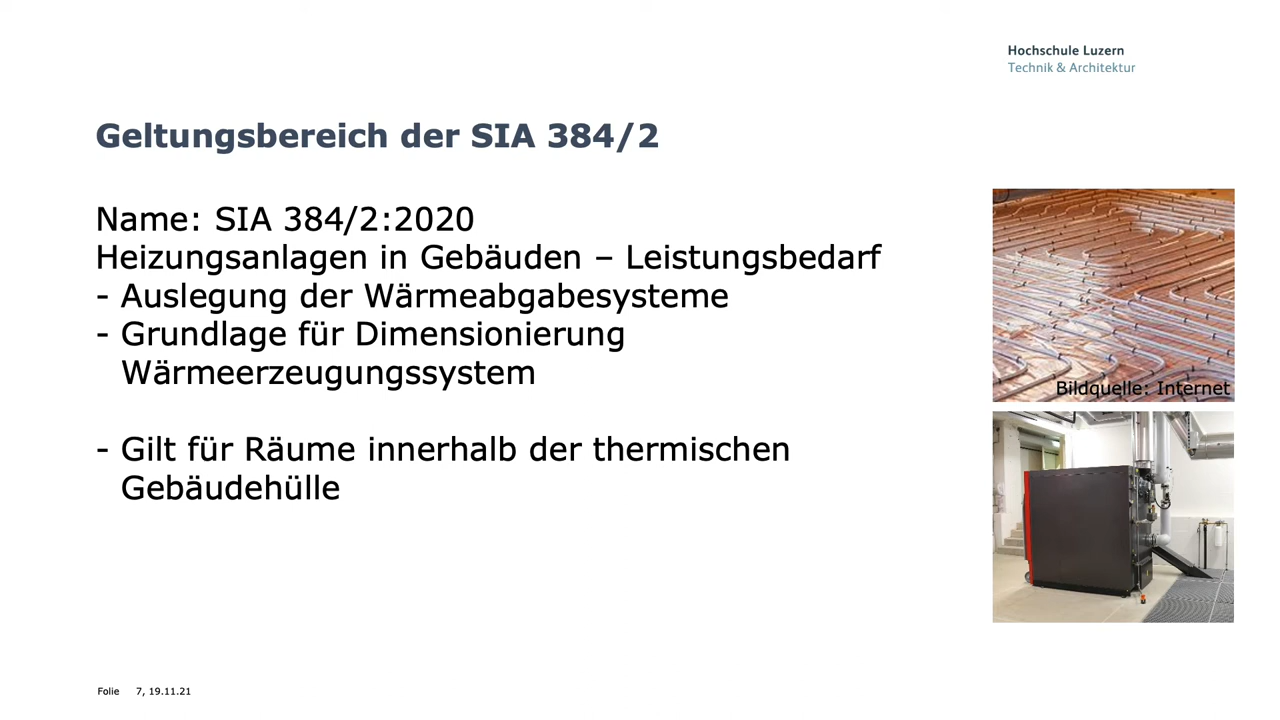 Hochschule Luzern
Technik & Architektur
Geltungsbereich der SIA 384/2
Name: SIA 384/2:2020
Heizungsanlagen in Gebäuden – Leistungsbedarf
- Auslegung der Wärmeabgabesysteme
- Grundlage für Dimensionierung
Wärmeerzeugungssystem
- Gilt für Räume innerhalb der thermischen
Gebäudehülle
Bildquelle: Internet
Folie 7, 19.11.21